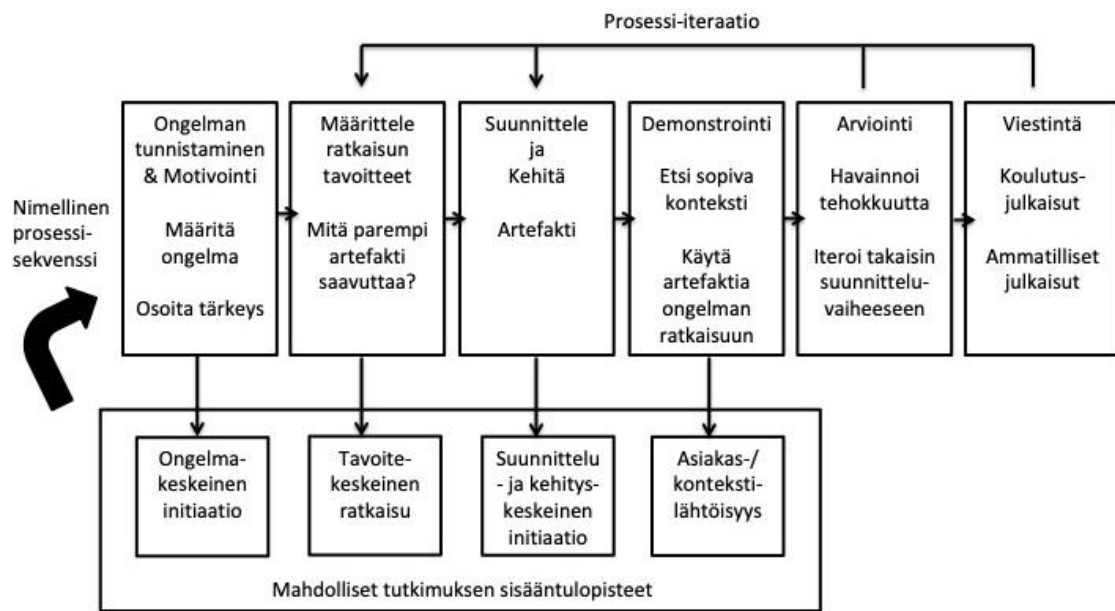 Prosessi-iteraatio
Nimellinen
prosessi-
sekvenssi
Ongelman
tunnistaminen
& Motivointi
Määritä
ongelma
Osoita tärkeys
Määrittele
ratkaisun
tavoitteet
Mitä parempi
artefakti
saavuttaa?
Suunnittele
ja
Kehitä
Artefakti
Demonstrointi
Etsi sopiva
konteksti
Käytä
artefaktia
ongelman
ratkaisuun
Arviointi
Havainnoi
tehokkuutta
Iteroi takaisin
suunnittelu-
vaiheeseen
Viestintä
Koulutus-
julkaisut
Ammatilliset
julkaisut
Ongelma-
keskeinen
initiaatio
Tavoite-
keskeinen
ratkaisu
Suunnittelu
- ja kehitys-
keskeinen
initiaatio
Asiakas-/
konteksti-
lähtöisyys
Mahdolliset tutkimuksen sisääntulopisteet